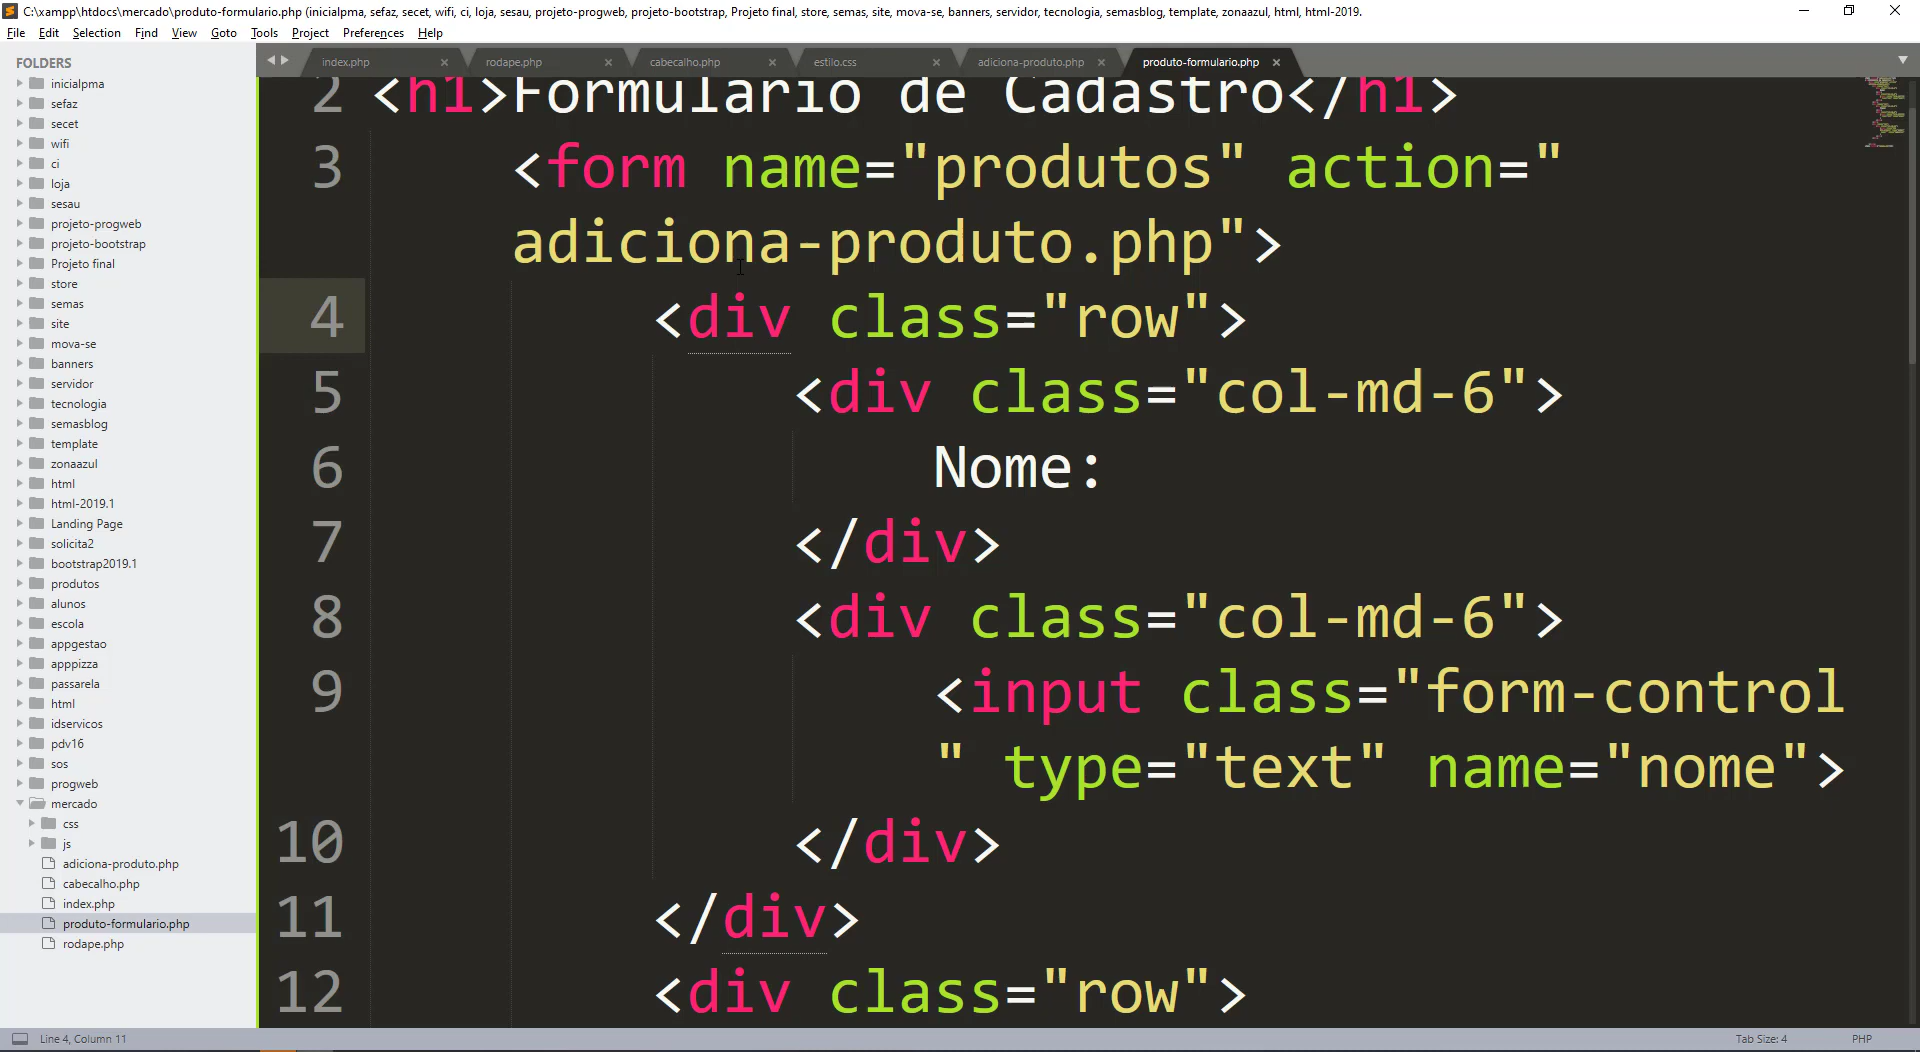 C:\xampp\htdocs\mercado\produto-formulario.php (inicialpma, sefaz, secet, wifi, ci, loja, sesau, projeto-progweb, projeto-bootstrap, Projeto final, store, semas, site, mova-se, banners, servidor, tecnologia, semasblog, template, zonaazul, html, html-2019.
File Edit Selection Find View Goto Tools Project Preferences Help
FOLDERS
inicialpma
sefaz
secet
wifi
ci
loja
sesau
projeto-progweb
projeto-bootstrap
Projeto final
store
semas
site
mova-se
banners
servidor
tecnologia
semasblog
template
zonaazul
html
html-2019.1
Landing Page
solicita2
bootstrap2019.1
produtos
alunos
escola
appgestao
apppizza
passarela
html
idservicos
pdv16
sos
progweb
mercado
css
js
adiciona-produto.php
cabecalho.php
index.php
produto-formulario.php
rodape.php
index.php × rodape.php × cabecalho.php × estilo.css × adiciona-produto.php × produto-formulario.php ×
2 <h1>Formulario de Cadastro</h1>
3 <form name="produtos" action="
adiciona-produto.php">
4 <div class="row">
5 <div class="col-md-6">
6 Nome:
7 </div>
8 <div class="col-md-6">
9 <input class="form-control
" type="text" name="nome">
10 </div>
11 </div>
12 <div class="row">
Line 4, Column 11 Tab Size: 4 PHP